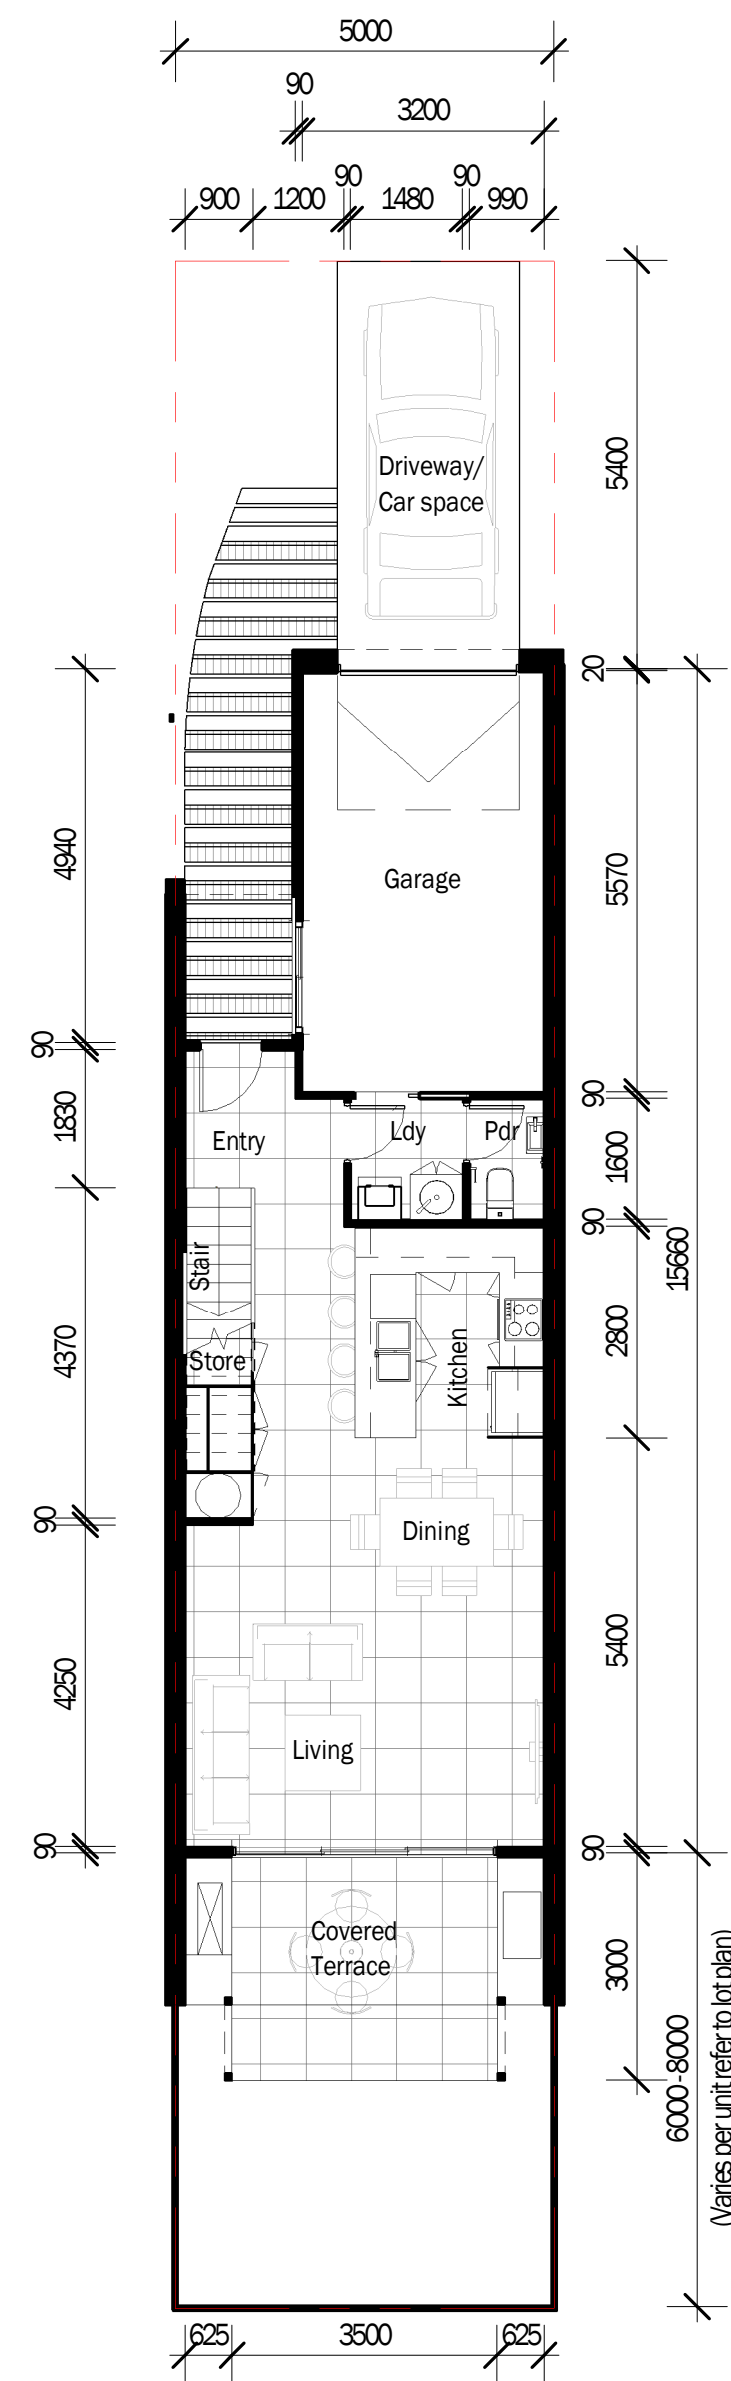 5000
90
3200
90
90
900
1200
1480
990
5400
Driveway/
Car space
20
4940
5570
Garage
90
1830
90
Entry
Ldy
Pdr
1600
90
15660
Stair
Store
Kitchen
2800
4370
90
Dining
5400
4250
Living
90
90
Covered
Terrace
3000
6000-8000
(Varies per unit refer to lot plan)
625
3500
625